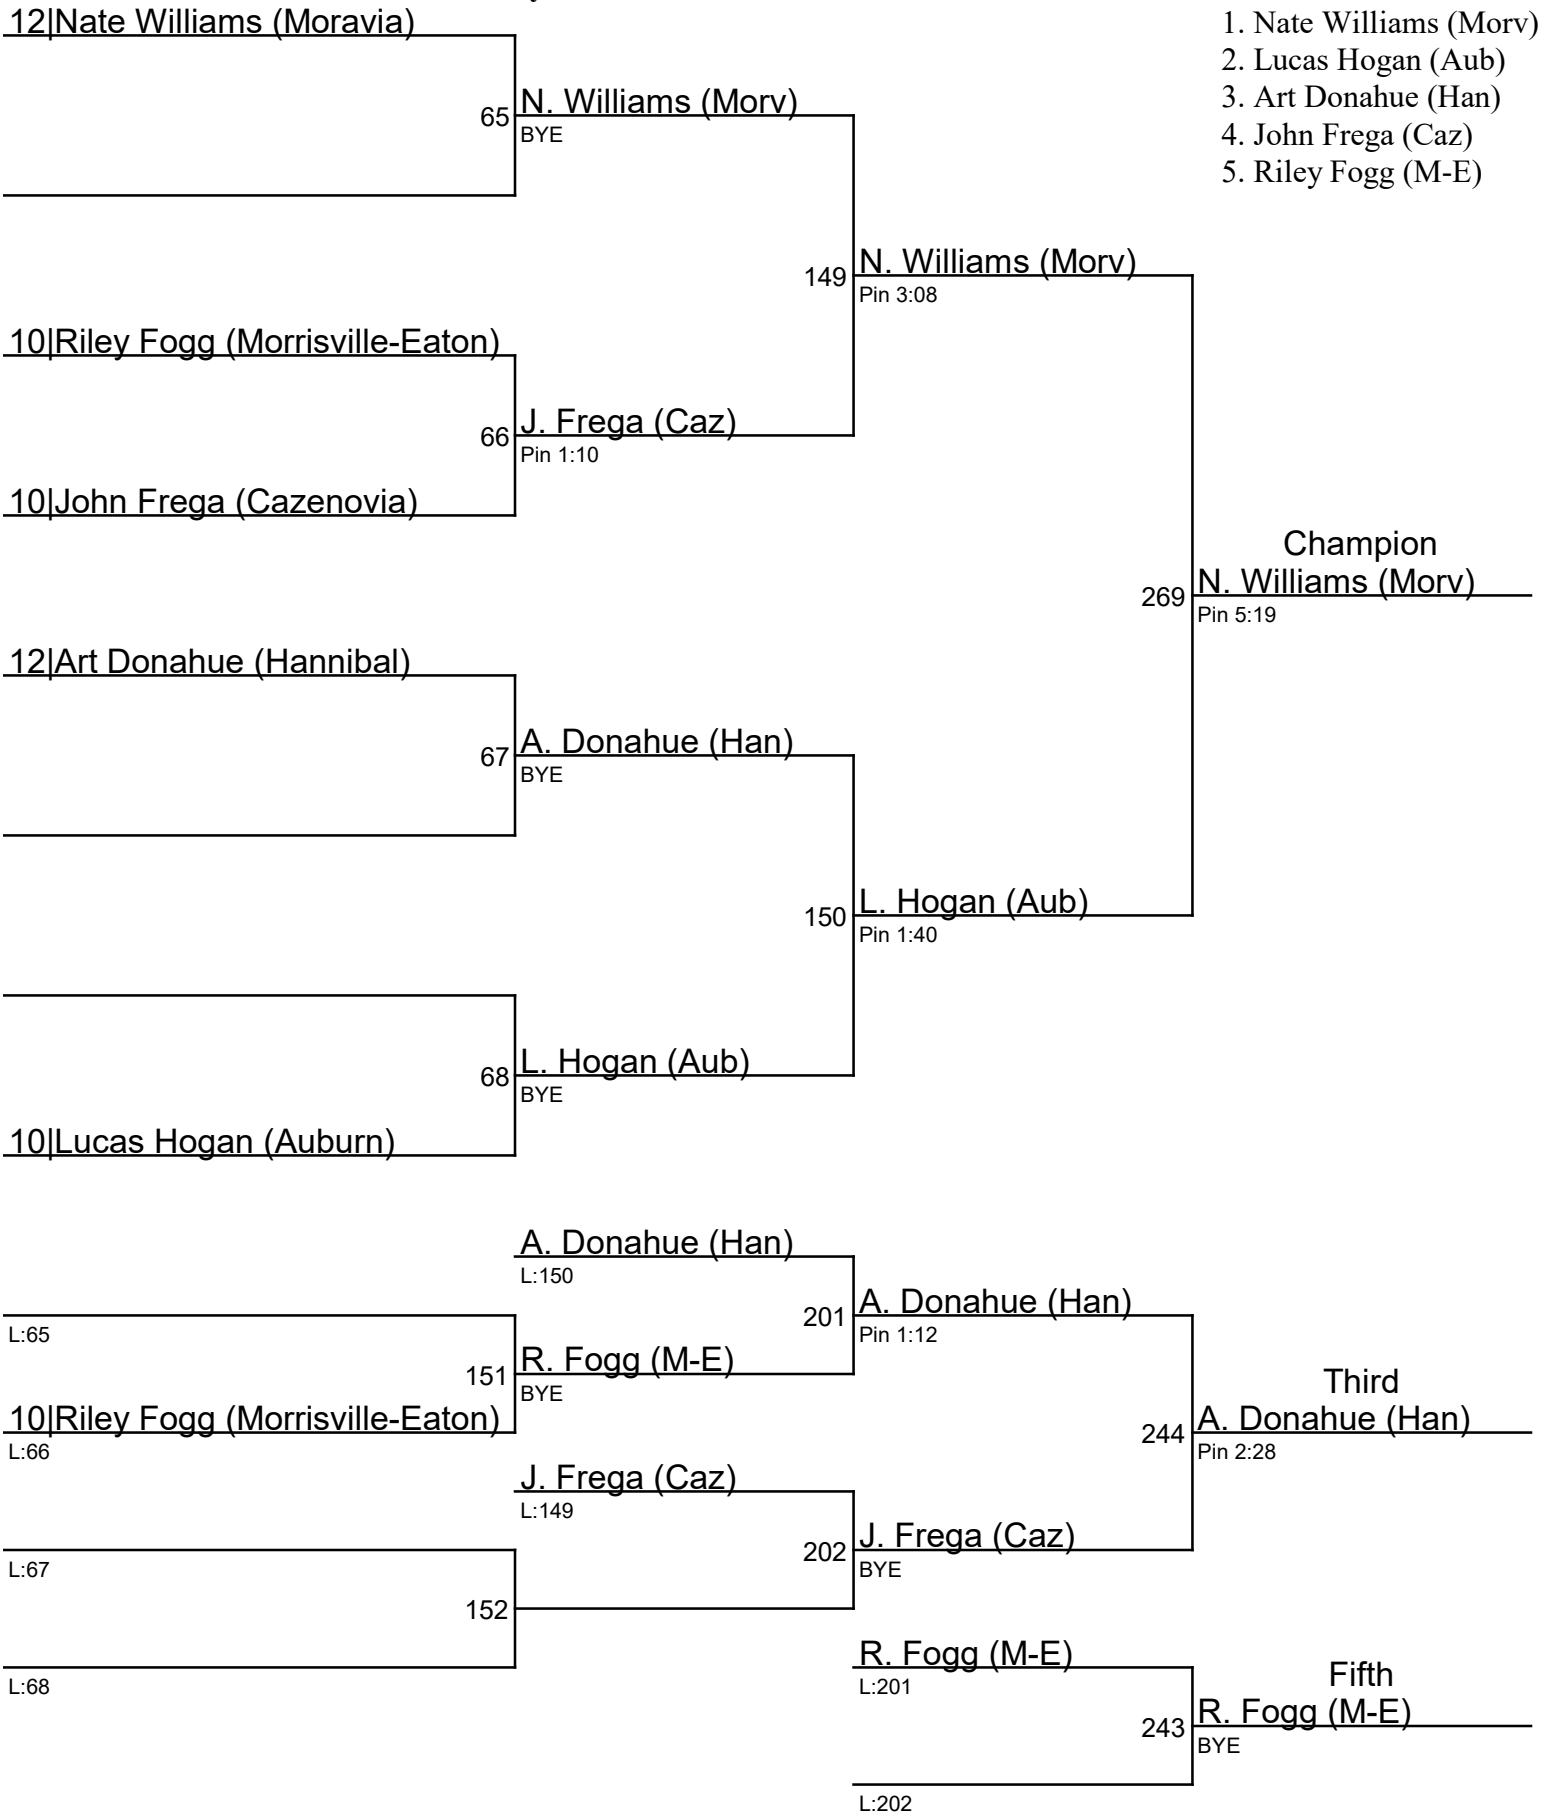 12|Nate Williams (Moravia)
1. Nate Williams (Morv)
2. Lucas Hogan (Aub)
3. Art Donahue (Han)
4. John Frega (Caz)
5. Riley Fogg (M-E)
65
N. Williams (Morv)
BYE
149
N. Williams (Morv)
Pin 3:08
10|Riley Fogg (Morrisville-Eaton)
66
J. Frega (Caz)
Pin 1:10
10|John Frega (Cazenovia)
Champion
269
N. Williams (Morv)
Pin 5:19
12|Art Donahue (Hannibal)
67
A. Donahue (Han)
BYE
150
L. Hogan (Aub)
Pin 1:40
68
L. Hogan (Aub)
BYE
10|Lucas Hogan (Auburn)
A. Donahue (Han)
L:150
L:65
201
A. Donahue (Han)
Pin 1:12
151
R. Fogg (M-E)
BYE
10|Riley Fogg (Morrisville-Eaton)
L:66
Third
244
A. Donahue (Han)
Pin 2:28
J. Frega (Caz)
L:149
L:67
202
J. Frega (Caz)
BYE
152
L:68
R. Fogg (M-E)
L:201
Fifth
243
R. Fogg (M-E)
BYE
L:202